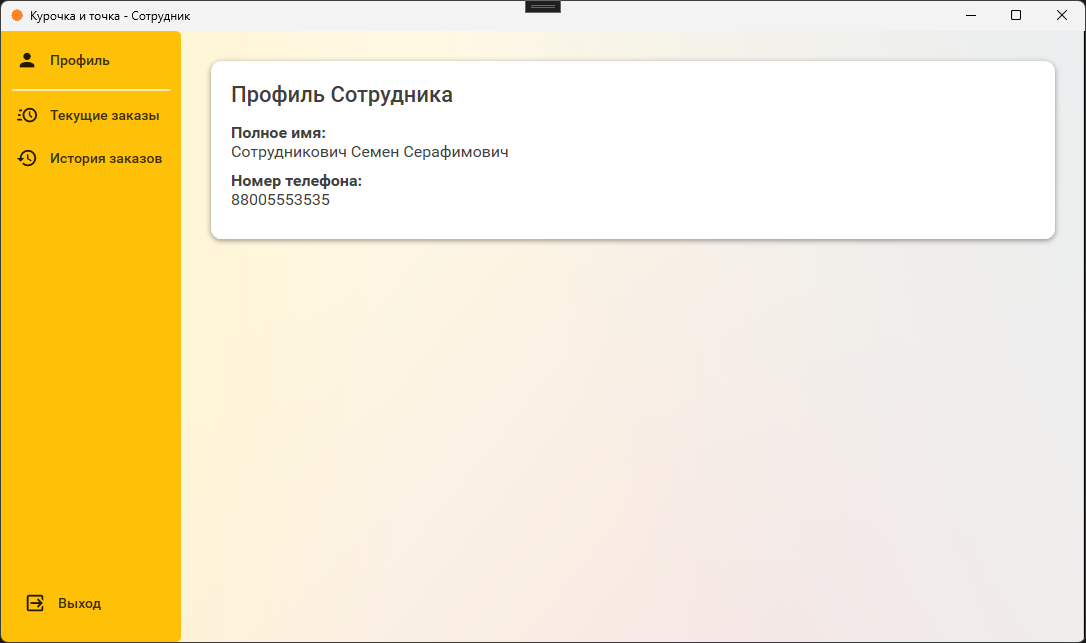 Курочка и точка - Сотрудник
Профиль
Текущие заказы
История заказов
Выход
Профиль Сотрудника
Полное имя:
Сотрудникович Семен Серафимович
Номер телефона:
88005553535